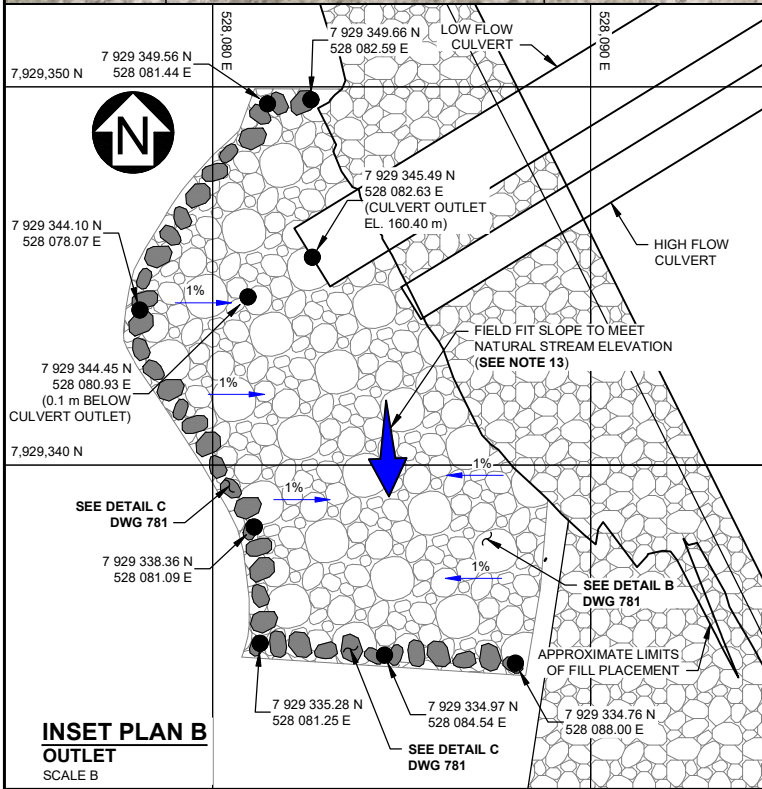 528,080 E
528,090 E
7 929 349.56 N
528 081.44 E
7 929 349.66 N
528 082.59 E
LOW FLOW
CULVERT
7,929,350 N
N
7 929 345.49 N
528 082.63 E
(CULVERT OUTLET
EL. 160.40 m)
7 929 344.10 N
528 078.07 E
HIGH FLOW
CULVERT
1%
FIELD FIT SLOPE TO MEET
NATURAL STREAM ELEVATION
(SEE NOTE 13)
7 929 344.45 N
528 080.93 E
(0.1 m BELOW
CULVERT OUTLET)
1%
7,929,340 N
1%
1%
SEE DETAIL C
DWG 781
7 929 338.36 N
528 081.09 E
1%
SEE DETAIL B
DWG 781
APPROXIMATE LIMITS
OF FILL PLACEMENT
7 929 335.28 N
528 081.25 E
7 929 334.97 N
528 084.54 E
7 929 334.76 N
528 088.00 E
SEE DETAIL C
DWG 781
INSET PLAN B
OUTLET
SCALE B